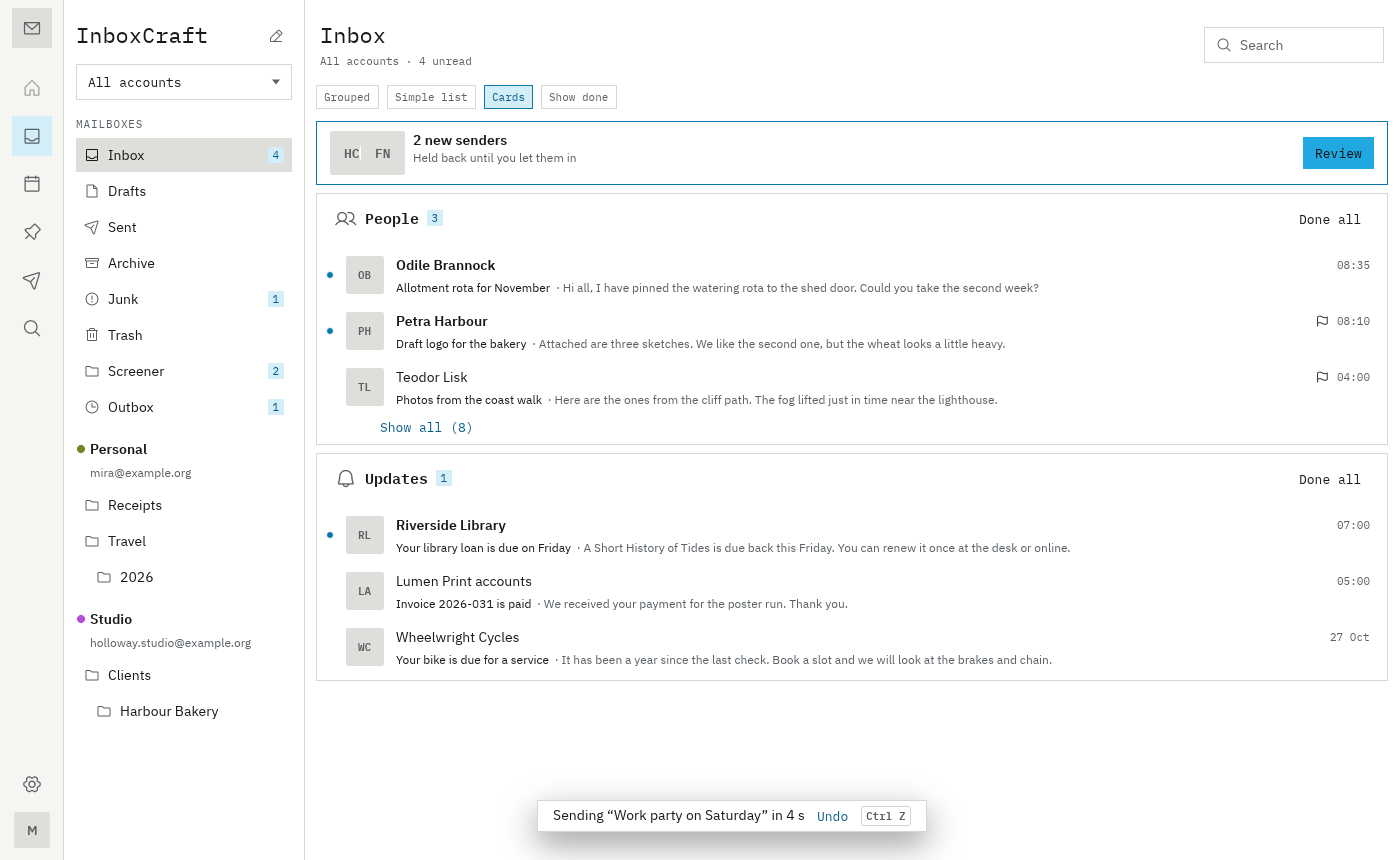 InboxCraft
All accounts
MAILBOXES
Inbox 4
Drafts
Sent
Archive
Junk 1
Trash
Screener 2
Outbox 1
Personal
mira@example.org
Receipts
Travel
2026
Studio
holloway.studio@example.org
Clients
Harbour Bakery
M
Inbox
All accounts · 4 unread
Search
Grouped Simple list Cards Show done
HC FN
2 new senders
Held back until you let them in
Review
People 3 Done all
OB Odile Brannock 08:35
Allotment rota for November · Hi all, I have pinned the watering rota to the shed door. Could you take the second week?
PH Petra Harbour 08:10
Draft logo for the bakery · Attached are three sketches. We like the second one, but the wheat looks a little heavy.
TL Teodor Lisk 04:00
Photos from the coast walk · Here are the ones from the cliff path. The fog lifted just in time near the lighthouse.
Show all (8)
Updates 1 Done all
RL Riverside Library 07:00
Your library loan is due on Friday · A Short History of Tides is due back this Friday. You can renew it once at the desk or online.
LA Lumen Print accounts 05:00
Invoice 2026-031 is paid · We received your payment for the poster run. Thank you.
WC Wheelwright Cycles 27 Oct
Your bike is due for a service · It has been a year since the last check. Book a slot and we will look at the brakes and chain.
Sending “Work party on Saturday” in 4 s Undo Ctrl Z